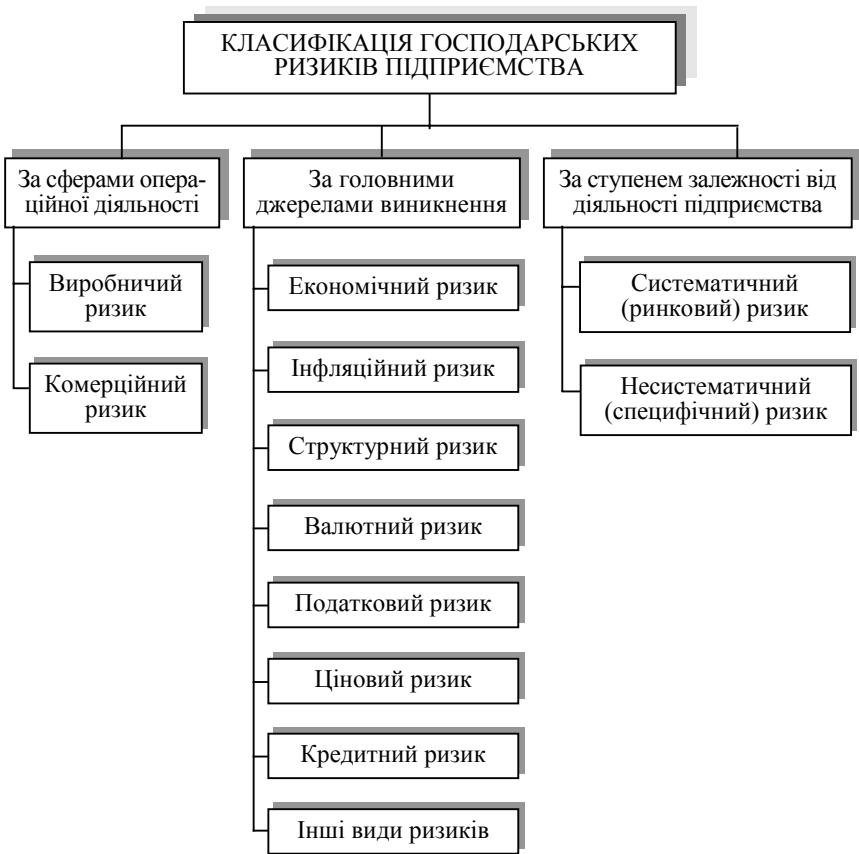 КЛАСИФІКАЦІЯ ГОСПОДАРСЬКИХ
РИЗИКІВ ПІДПРИЄМСТВА
За сферами опера-
ційної діяльності
Виробничий
ризик
Комерційний
ризик
За головними
джерелами виникнення
Економічний ризик
Інфляційний ризик
Структурний ризик
Валютний ризик
Податковий ризик
Ціновий ризик
Кредитний ризик
Інші види ризиків
За ступенем залежності від
діяльності підприємства
Систематичний
(ринковий) ризик
Несистематичний
(специфічний) ризик